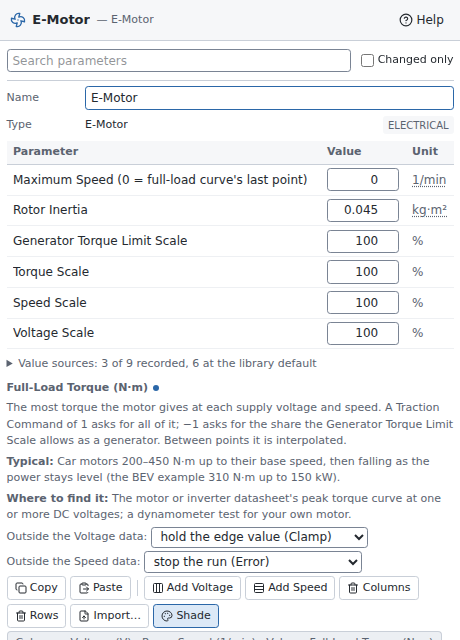 E-Motor — E-Motor Help
Search parameters Changed only
Name E-Motor
Type E-Motor ELECTRICAL
Parameter Value Unit
Maximum Speed (0 = full-load curve's last point) 0 1/min
Rotor Inertia 0.045 kg·m²
Generator Torque Limit Scale 100 %
Torque Scale 100 %
Speed Scale 100 %
Voltage Scale 100 %
Value sources: 3 of 9 recorded, 6 at the library default
Full-Load Torque (N·m)
The most torque the motor gives at each supply voltage and speed. A Traction
Command of 1 asks for all of it; −1 asks for the share the Generator Torque Limit
Scale allows as a generator. Between points it is interpolated.
Typical: Car motors 200–450 N·m up to their base speed, then falling as the
power stays level (the BEV example 310 N·m up to 150 kW).
Where to find it: The motor or inverter datasheet's peak torque curve at one
or more DC voltages; a dynamometer test for your own motor.
Outside the Voltage data: hold the edge value (Clamp)
Outside the Speed data: stop the run (Error)
Copy Paste Add Voltage Add Speed Columns
Rows Import... Shade